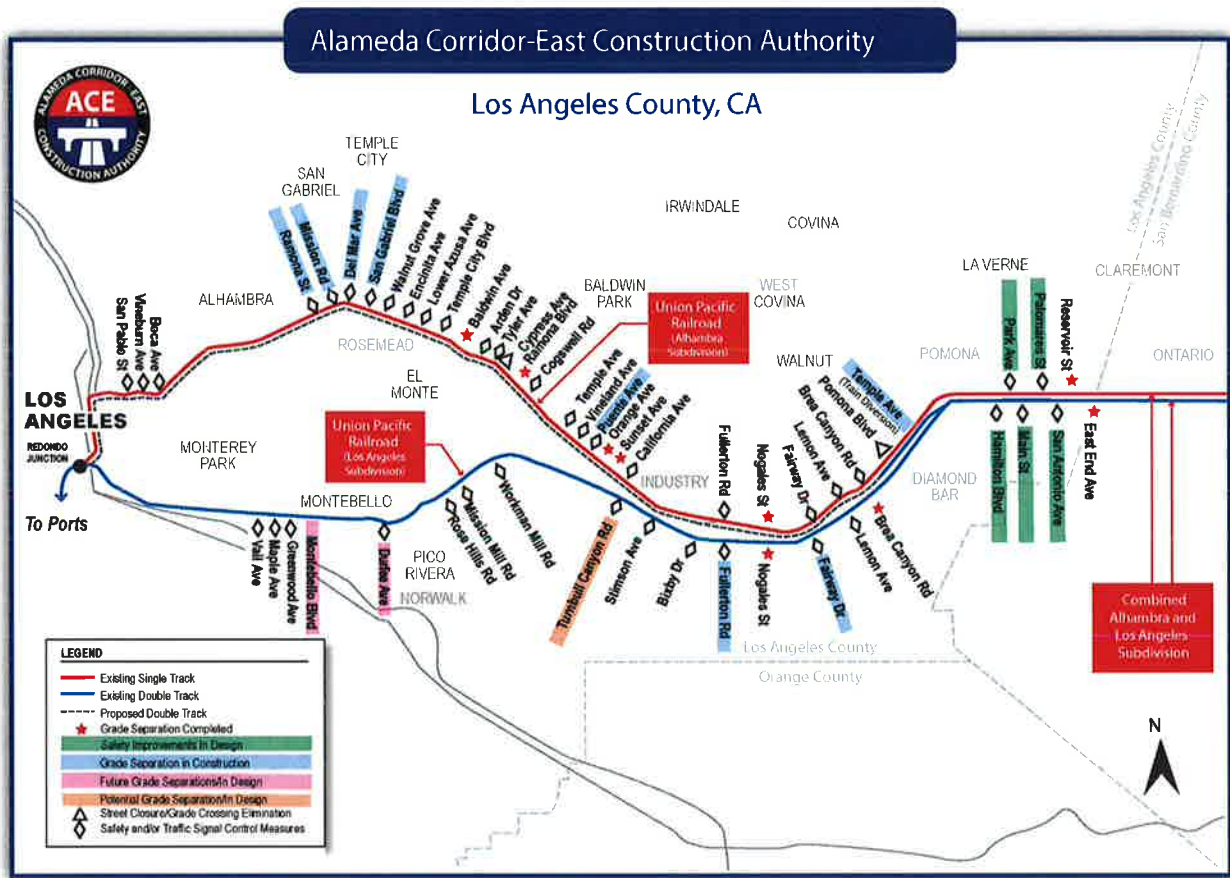 Alameda Corridor-East Construction Authority
Los Angeles County, CA
ALAMEDA CORRIDOR-EAST
ACE
CONSTRUCTION AUTHORITY
TEMPLE
CITY
SAN
GABRIEL
IRWINDALE
COVINA
Los Angeles County
San Bernardino County
LA VERNE
CLAREMONT
ALHAMBRA
ROSEMEAD
BALDWIN
PARK
WEST
COVINA
EL
MONTE
WALNUT
POMONA
ONTARIO
LOS
ANGELES
REDONDO
JUNCTION
To Ports
MONTEREY
PARK
MONTEBELLO
PICO
RIVERA
NORWALK
INDUSTRY
DIAMOND
BAR
San Pablo St
Vineburn Ave
Boca Ave
Ramona St
Mission Rd
Del Mar Ave
San Gabriel Blvd
Walnut Grove Ave
Encinita Ave
Lower Azusa Ave
Temple City Blvd
Baldwin Ave
Arden Dr
Tyler Ave
Cypress Ave
Ramona Blvd
Cogswell Rd
Union Pacific
Railroad
(Alhambra
Subdivision)
Temple Ave
Vineland Ave
Puente Ave
Orange Ave
Sunset Ave
California Ave
Fullerton Rd
Nogales St
Fairway Dr
Lemon Ave
Brea Canyon Rd
Pomona Blvd
Temple Ave
(Train Diversion)
Park Ave
Palomares St
Reservoir St
Hamilton Blvd
Main St
San Antonio Ave
East End Ave
Union Pacific
Railroad
(Los Angeles
Subdivision)
Vail Ave
Maple Ave
Greenwood Ave
Montebello Blvd
Durfee Ave
Rose Hills Rd
Mission Mill Rd
Workman Mill Rd
Turnbull Canyon Rd
Stimson Ave
Bixby Dr
Fullerton Rd
Nogales St
Fairway Dr
Lemon Ave
Brea Canyon Rd
Los Angeles County
Orange County
Combined
Alhambra and
Los Angeles
Subdivision
N
LEGEND
Existing Single Track
Existing Double Track
Proposed Double Track
Grade Separation Completed
Safety Improvements In Design
Grade Separation in Construction
Future Grade Separations/In Design
Potential Grade Separation/In Design
Street Closure/Grade Crossing Elimination
Safety and/or Traffic Signal Control Measures